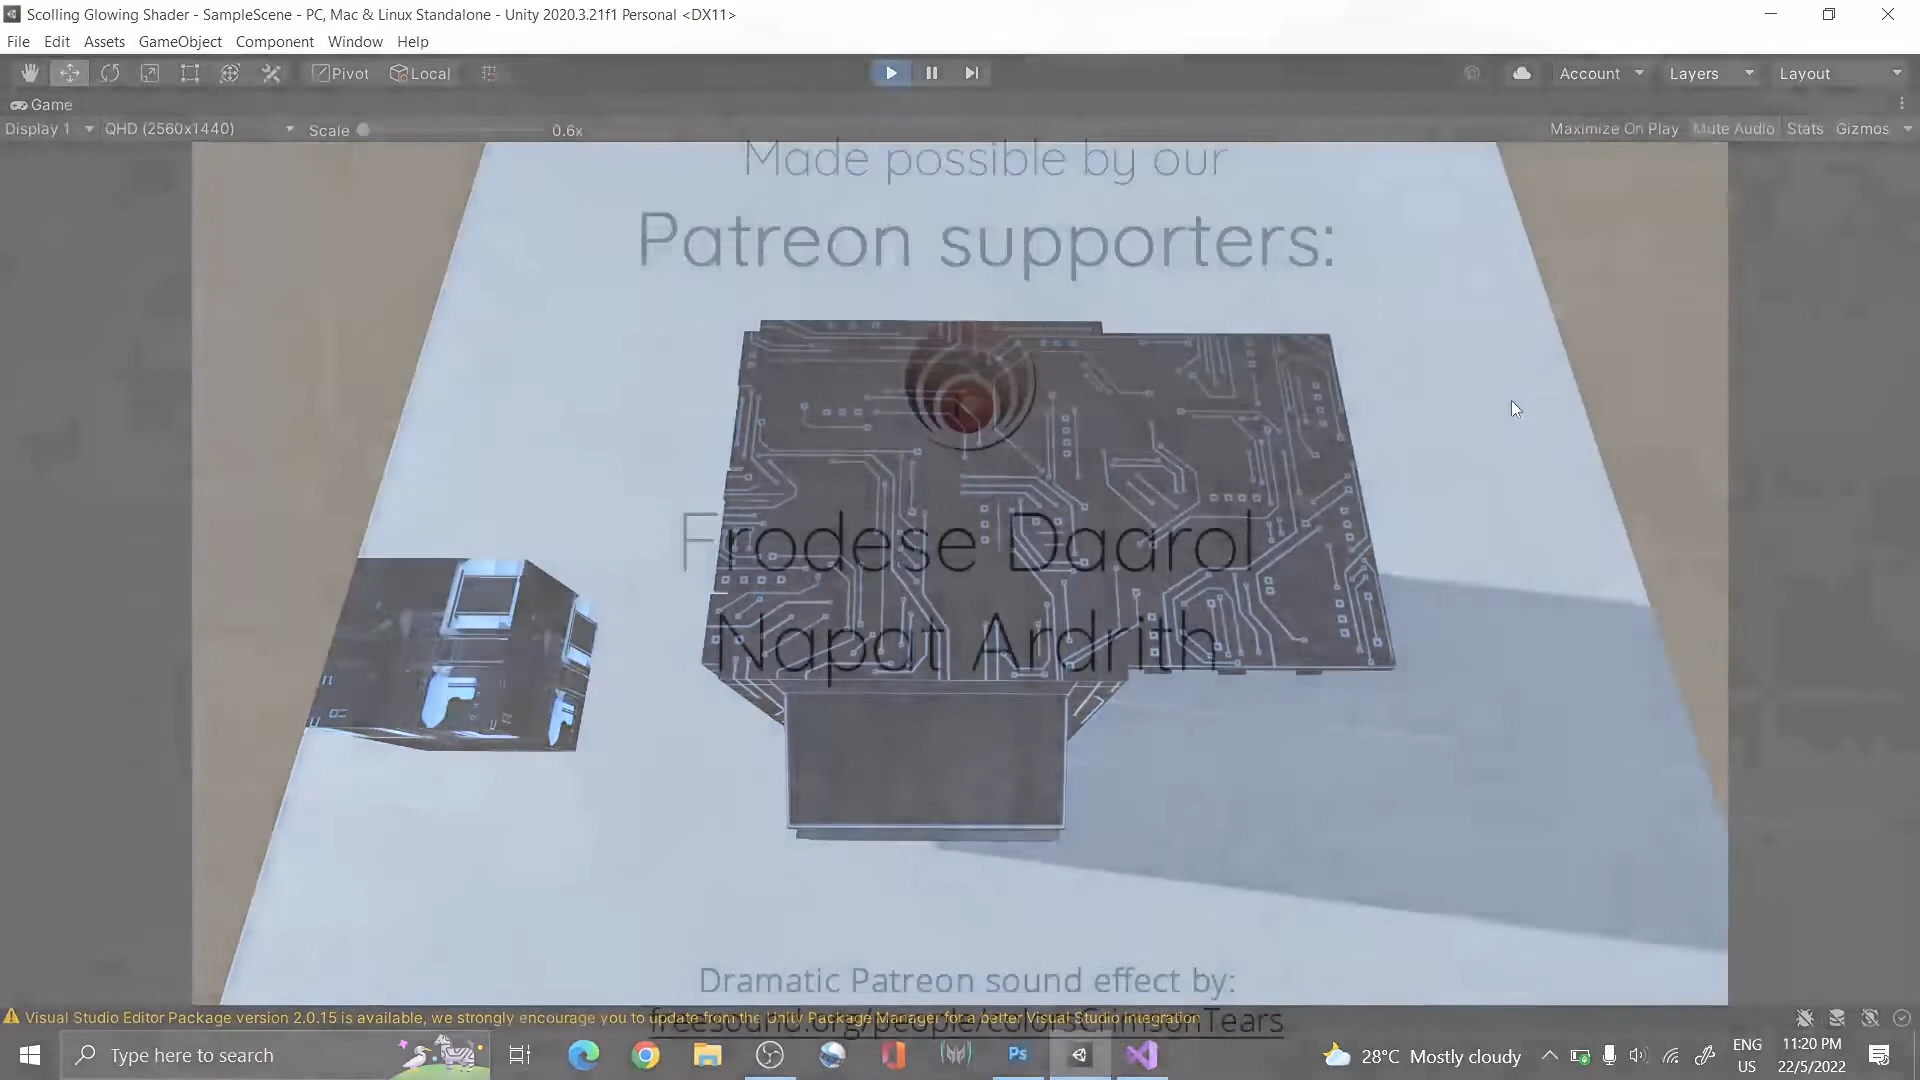 Scolling Glowing Shader - SampleScene - PC, Mac & Linux Standalone - Unity 2020.3.21f1 Personal <DX11>
File Edit Assets GameObject Component Window Help
Pivot Local Account Layers Layout
Game
Display 1 QHD (2560x1440) Scale 0.6x Maximize On Play Mute Audio Stats Gizmos
Made possible by our
Patreon supporters:
Frodese Daarol
Napat Ardrith
Dramatic Patreon sound effect by:
Visual Studio Editor Package version 2.0.15 is available, we strongly encourage you to update from the Unity Package Manager for a better Visual Studio integration
freesound.org/people/colorsCrimsonTears
Type here to search Ps 28°C Mostly cloudy ENG 11:20 PM
US 22/5/2022